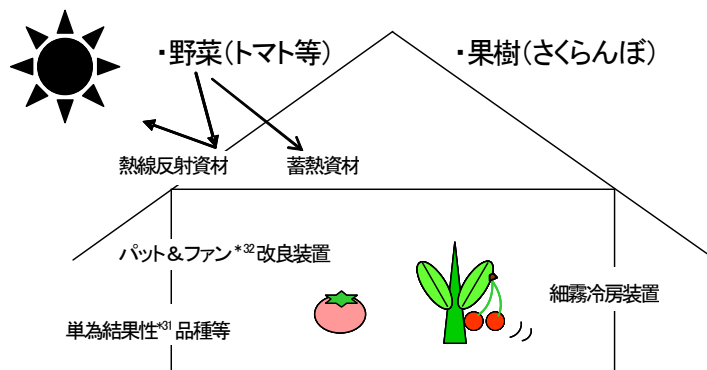 ・野菜（トマト等）
・果樹（さくらんぼ）
熱線反射資材
蓄熱資材
パット＆ファン*32改良装置
細霧冷房装置
単為結果性*31品種等